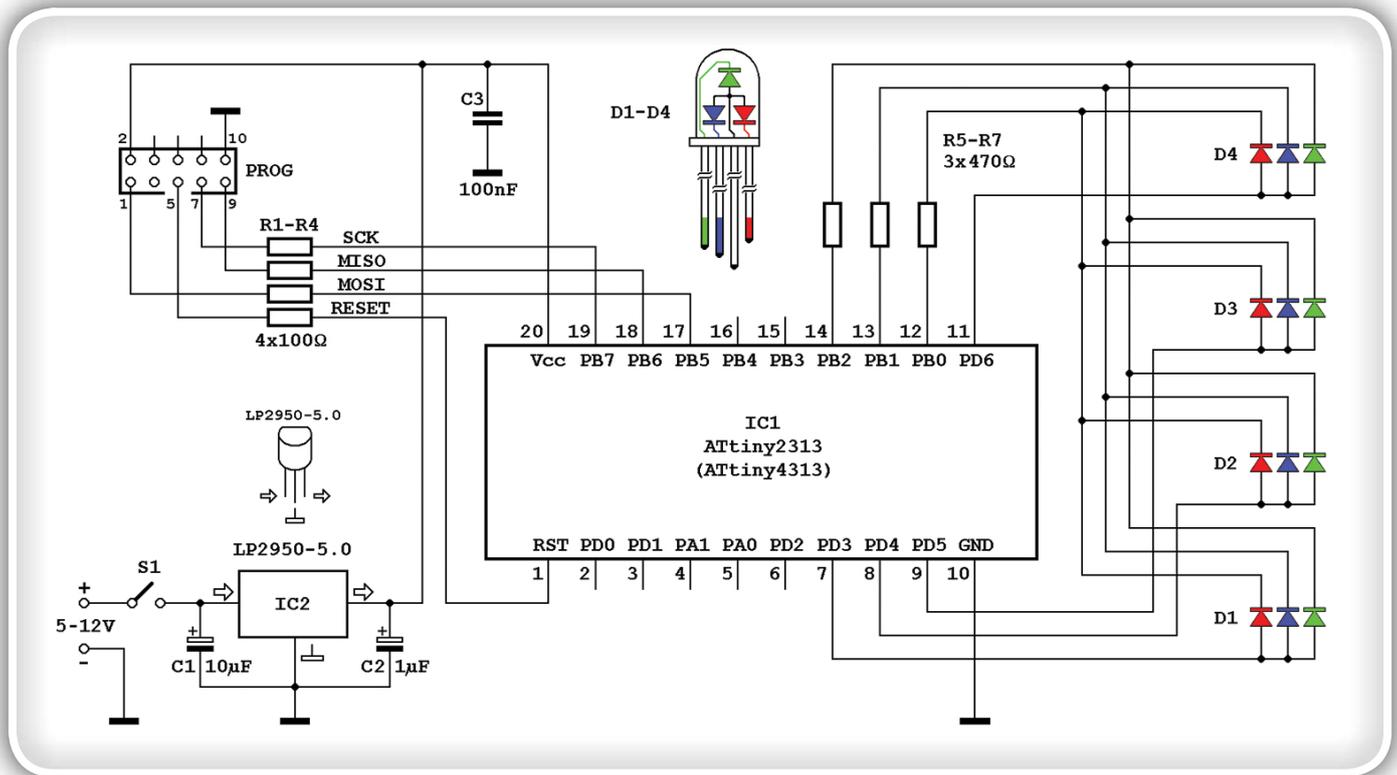 C3
100nF
D1-D4
R5-R7
3x470Ω
D4
D3
D2
D1
2 10
PROG
1 5 7 9
R1-R4
SCK
MISO
MOSI
RESET
4x100Ω
20 19 18 17 16 15 14 13 12 11
Vcc PB7 PB6 PB5 PB4 PB3 PB2 PB1 PB0 PD6
IC1
ATtiny2313
(ATtiny4313)
RST PD0 PD1 PA1 PA0 PD2 PD3 PD4 PD5 GND
1 2 3 4 5 6 7 8 9 10
LP2950-5.0
LP2950-5.0
S1
+
5-12V
-
IC2
+
C1 10µF
+
C2 1µF